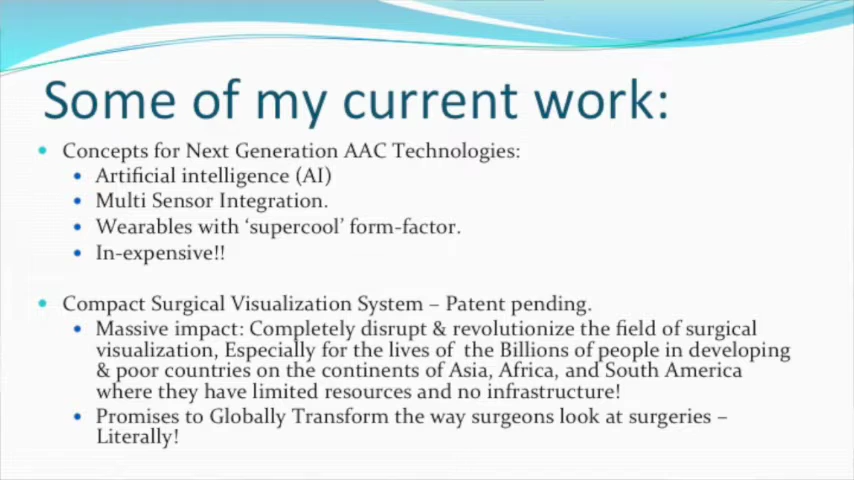 Some of my current work:
Concepts for Next Generation AAC Technologies:
Artificial intelligence (AI)
Multi Sensor Integration.
Wearables with ‘supercool’ form-factor.
In-expensive!!
Compact Surgical Visualization System – Patent pending.
Massive impact: Completely disrupt & revolutionize the field of surgical
visualization, Especially for the lives of the Billions of people in developing
& poor countries on the continents of Asia, Africa, and South America
where they have limited resources and no infrastructure!
Promises to Globally Transform the way surgeons look at surgeries –
Literally!